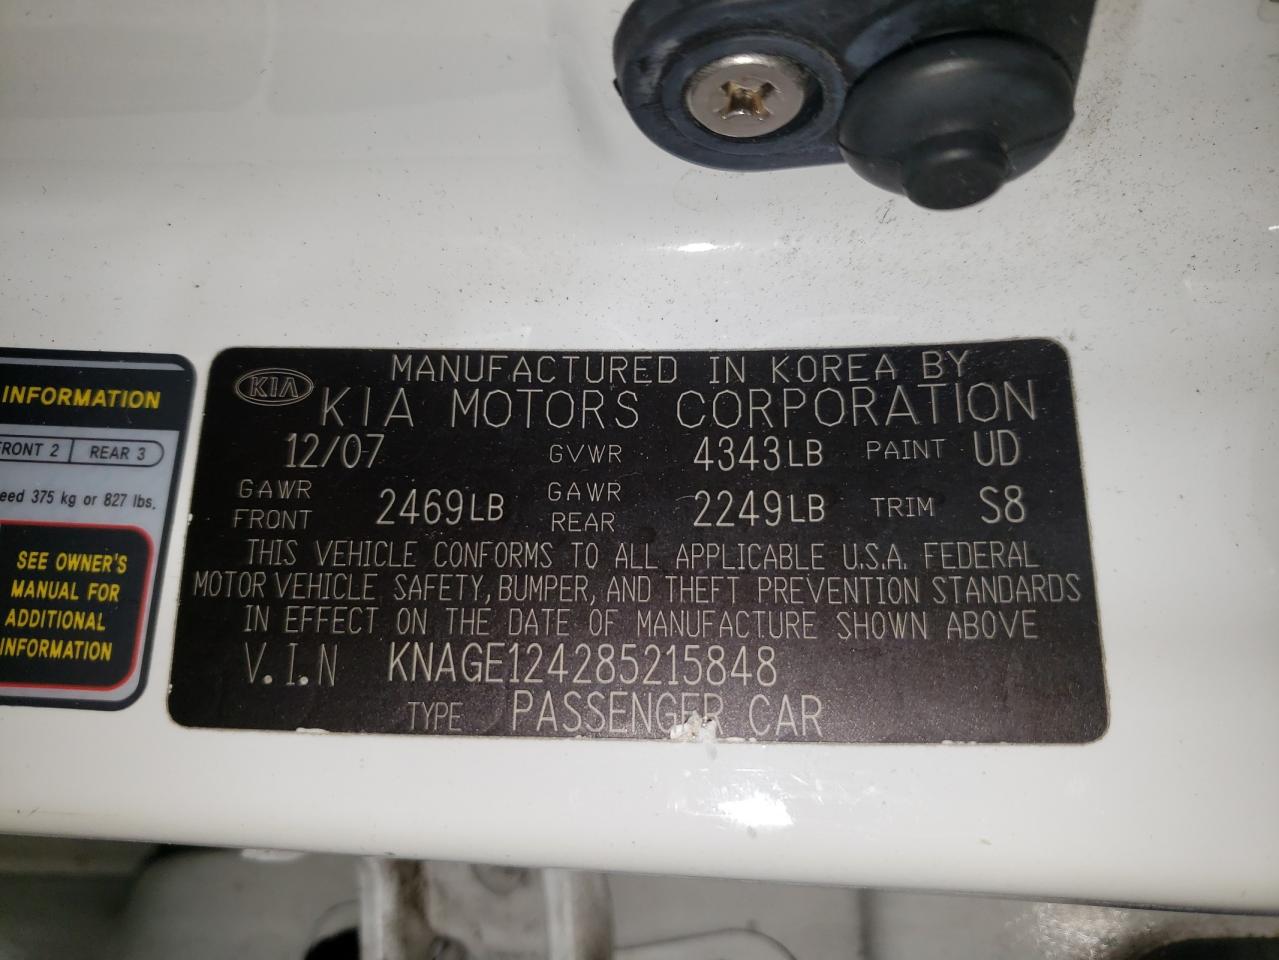 INFORMATION
FRONT 2 | REAR 3
eed 375 kg or 827 lbs.
SEE OWNER'S
MANUAL FOR
ADDITIONAL
INFORMATION
KIA
MANUFACTURED IN KOREA BY
KIA MOTORS CORPORATION
12/07 GVWR 4343LB PAINT UD
GAWR FRONT 2469LB GAWR REAR 2249LB TRIM S8
THIS VEHICLE CONFORMS TO ALL APPLICABLE U.S.A. FEDERAL
MOTOR VEHICLE SAFETY, BUMPER, AND THEFT PREVENTION STANDARDS
IN EFFECT ON THE DATE OF MANUFACTURE SHOWN ABOVE
V.I.N KNAGE124285215848
TYPE PASSENGER CAR